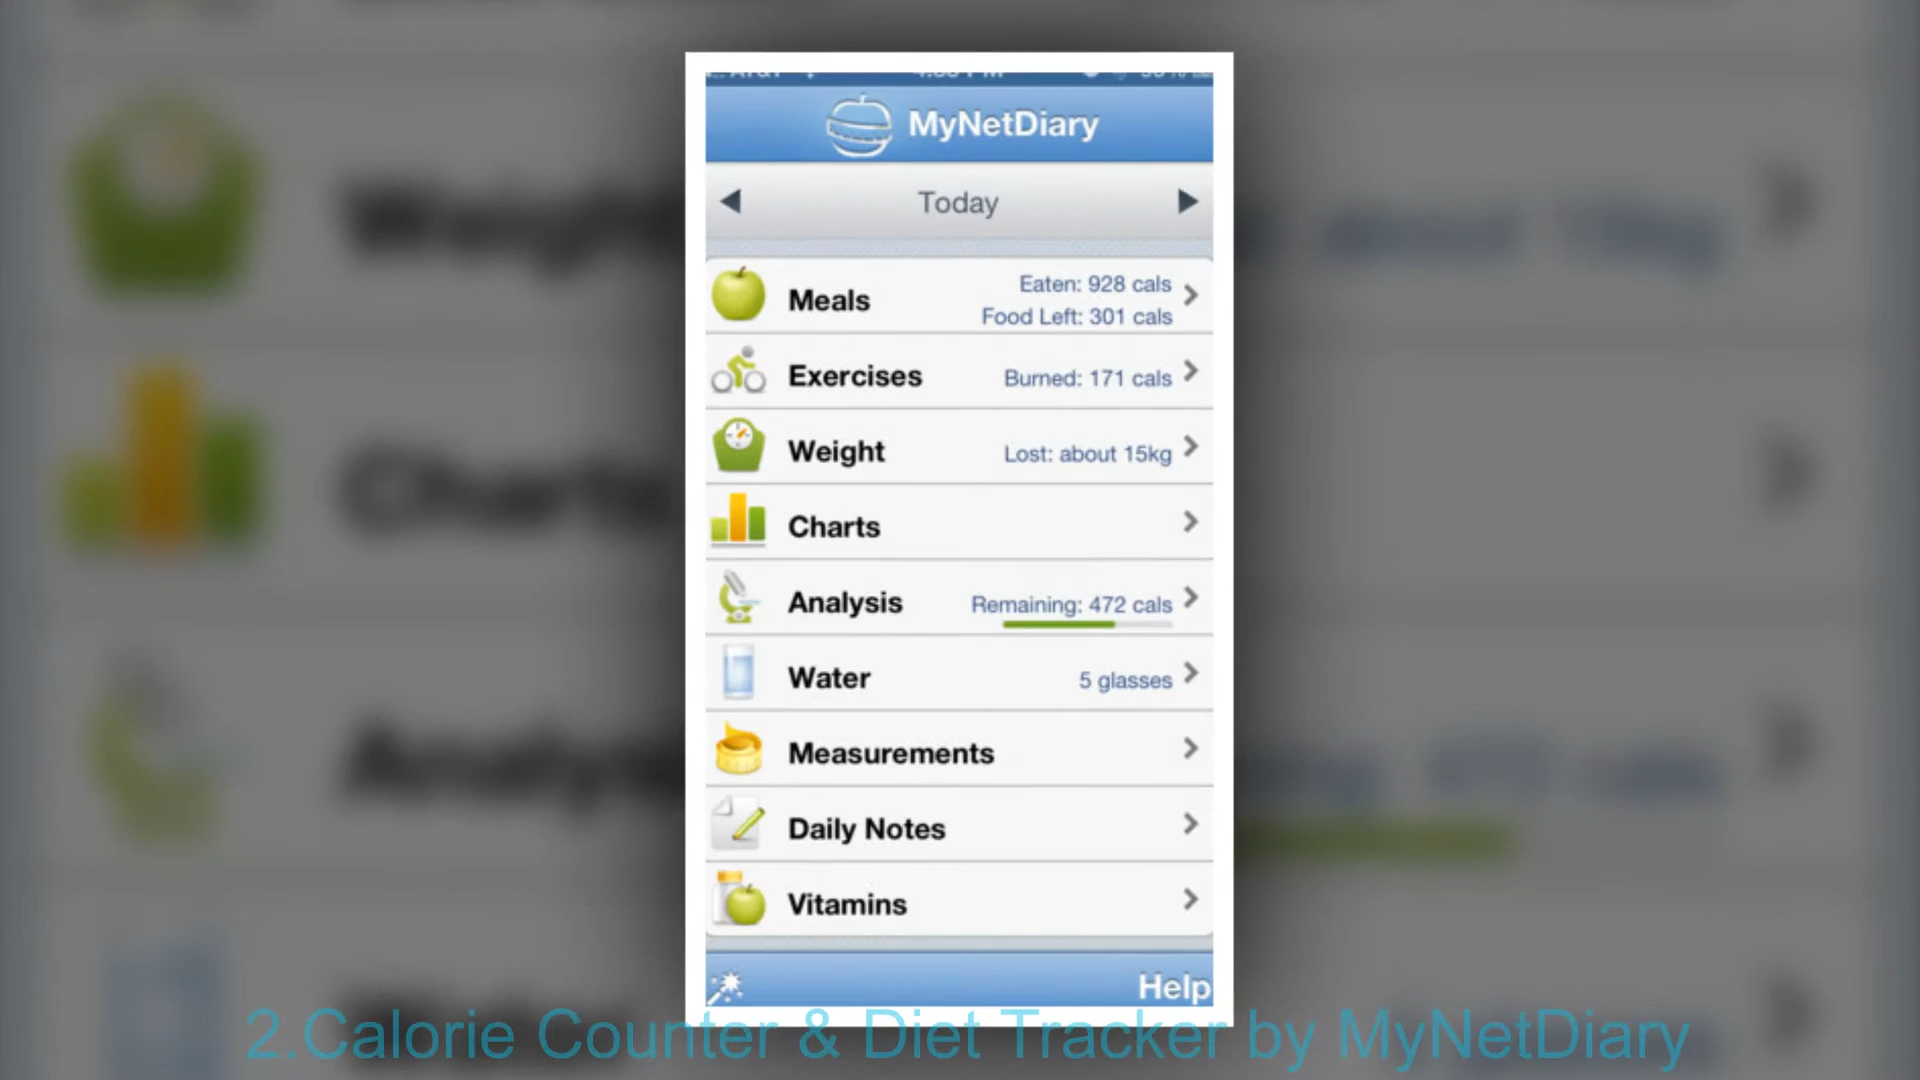 MyNetDiary
Today
Meals
Eaten: 928 cals
Food Left: 301 cals
Exercises
Burned: 171 cals
Weight
Lost: about 15kg
Charts
Analysis
Remaining: 472 cals
Water
5 glasses
Measurements
Daily Notes
Vitamins
Help
2.Calorie Counter & Diet Tracker by MyNetDiary